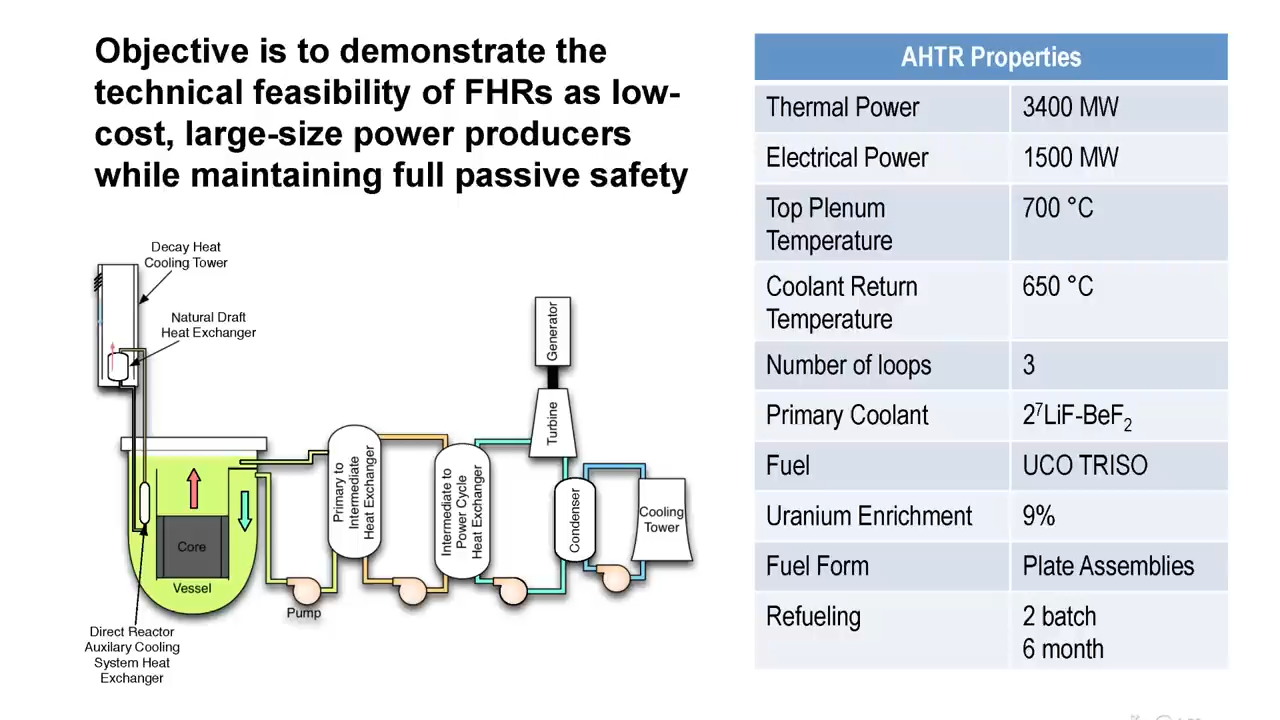 Objective is to demonstrate the
technical feasibility of FHRs as low-
cost, large-size power producers
while maintaining full passive safety
Decay Heat
Cooling Tower
Natural Draft
Heat Exchanger
Core
Vessel
Direct Reactor
Auxilary Cooling
System Heat
Exchanger
Pump
Primary to
Intermediate
Heat Exchanger
Intermediate to
Power Cycle
Heat Exchanger
Generator
Turbine
Condenser
Cooling
Tower
AHTR Properties
Thermal Power 3400 MW
Electrical Power 1500 MW
Top Plenum 700 °C
Temperature
Coolant Return 650 °C
Temperature
Number of loops 3
Primary Coolant 2⁷LiF-BeF₂
Fuel UCO TRISO
Uranium Enrichment 9%
Fuel Form Plate Assemblies
Refueling 2 batch
6 month